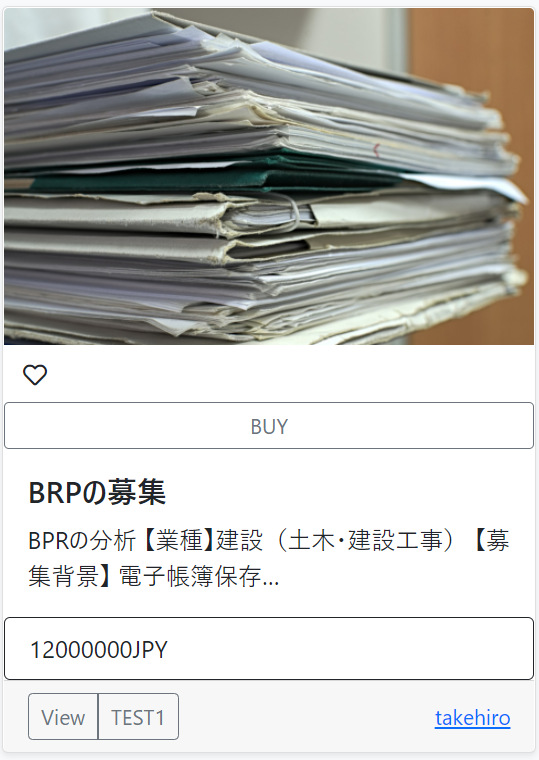 BUY
BRPの募集
BPRの分析【業種】建設（土木･建設工事）【募
集背景】電子帳簿保存...
12000000JPY
View TEST1 takehiro